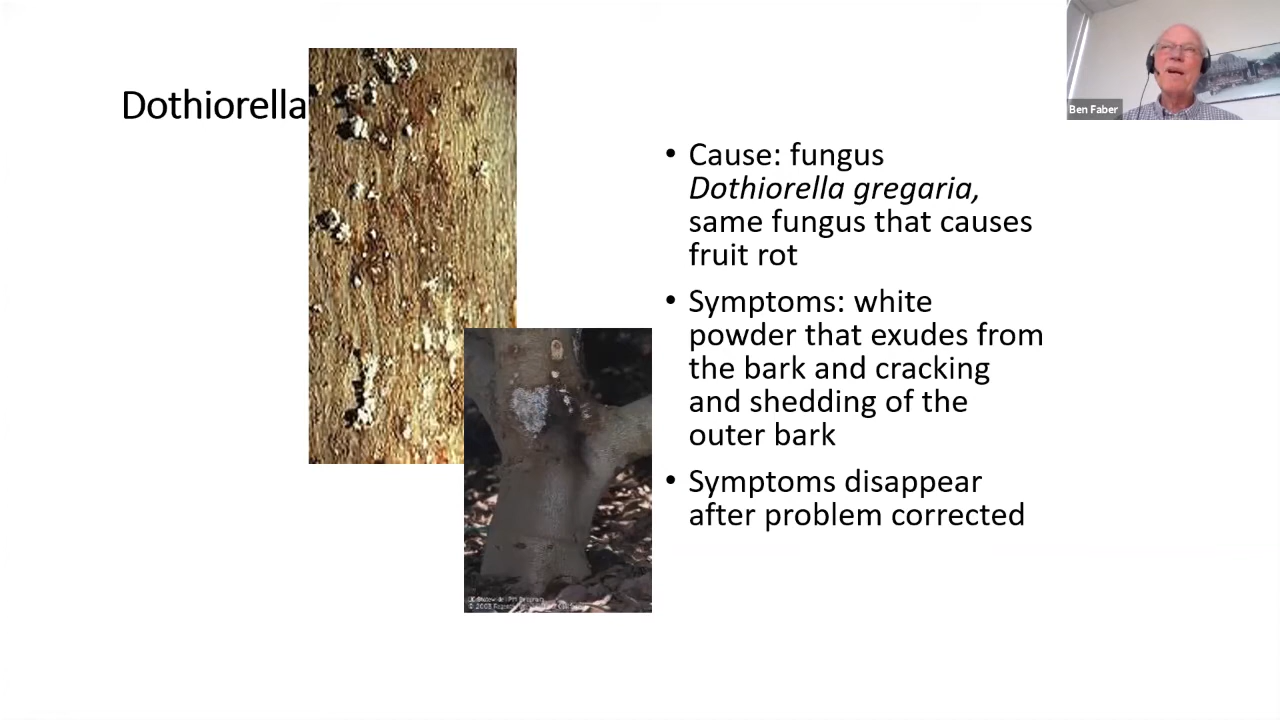 Dothiorella
Ben Faber
• Cause: fungus
Dothiorella gregaria,
same fungus that causes
fruit rot
• Symptoms: white
powder that exudes from
the bark and cracking
and shedding of the
outer bark
• Symptoms disappear
after problem corrected